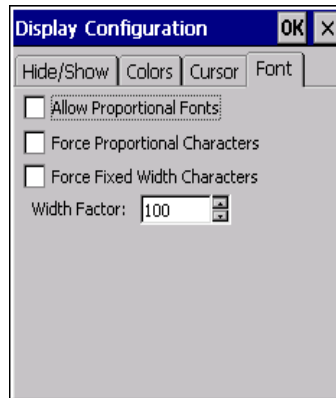 Display Configuration OK ×
Hide/Show Colors Cursor Font
Allow Proportional Fonts
Force Proportional Characters
Force Fixed Width Characters
Width Factor: 100